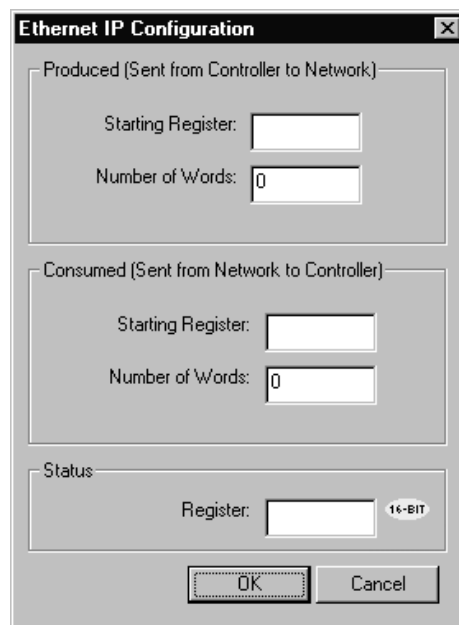 Ethernet IP Configuration
Produced (Sent from Controller to Network)
Starting Register:
Number of Words: 0
Consumed (Sent from Network to Controller)
Starting Register:
Number of Words: 0
Status
Register: 16-BIT
OK Cancel